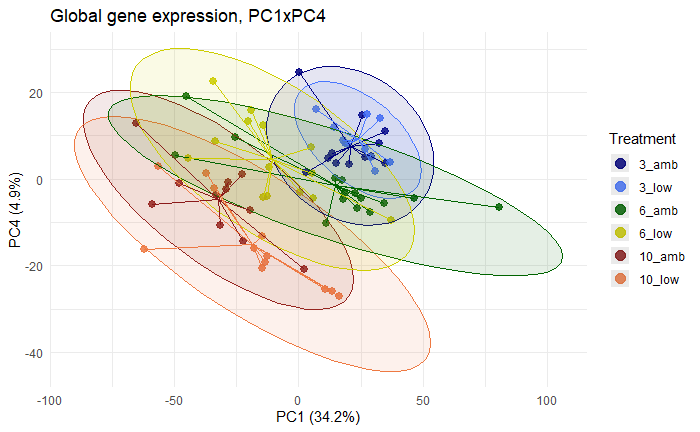 Global gene expression, PC1xPC4
20
0
-20
-40
PC4 (4.9%)
-100
-50
0
50
100
PC1 (34.2%)
Treatment
3_amb
3_low
6_amb
6_low
10_amb
10_low